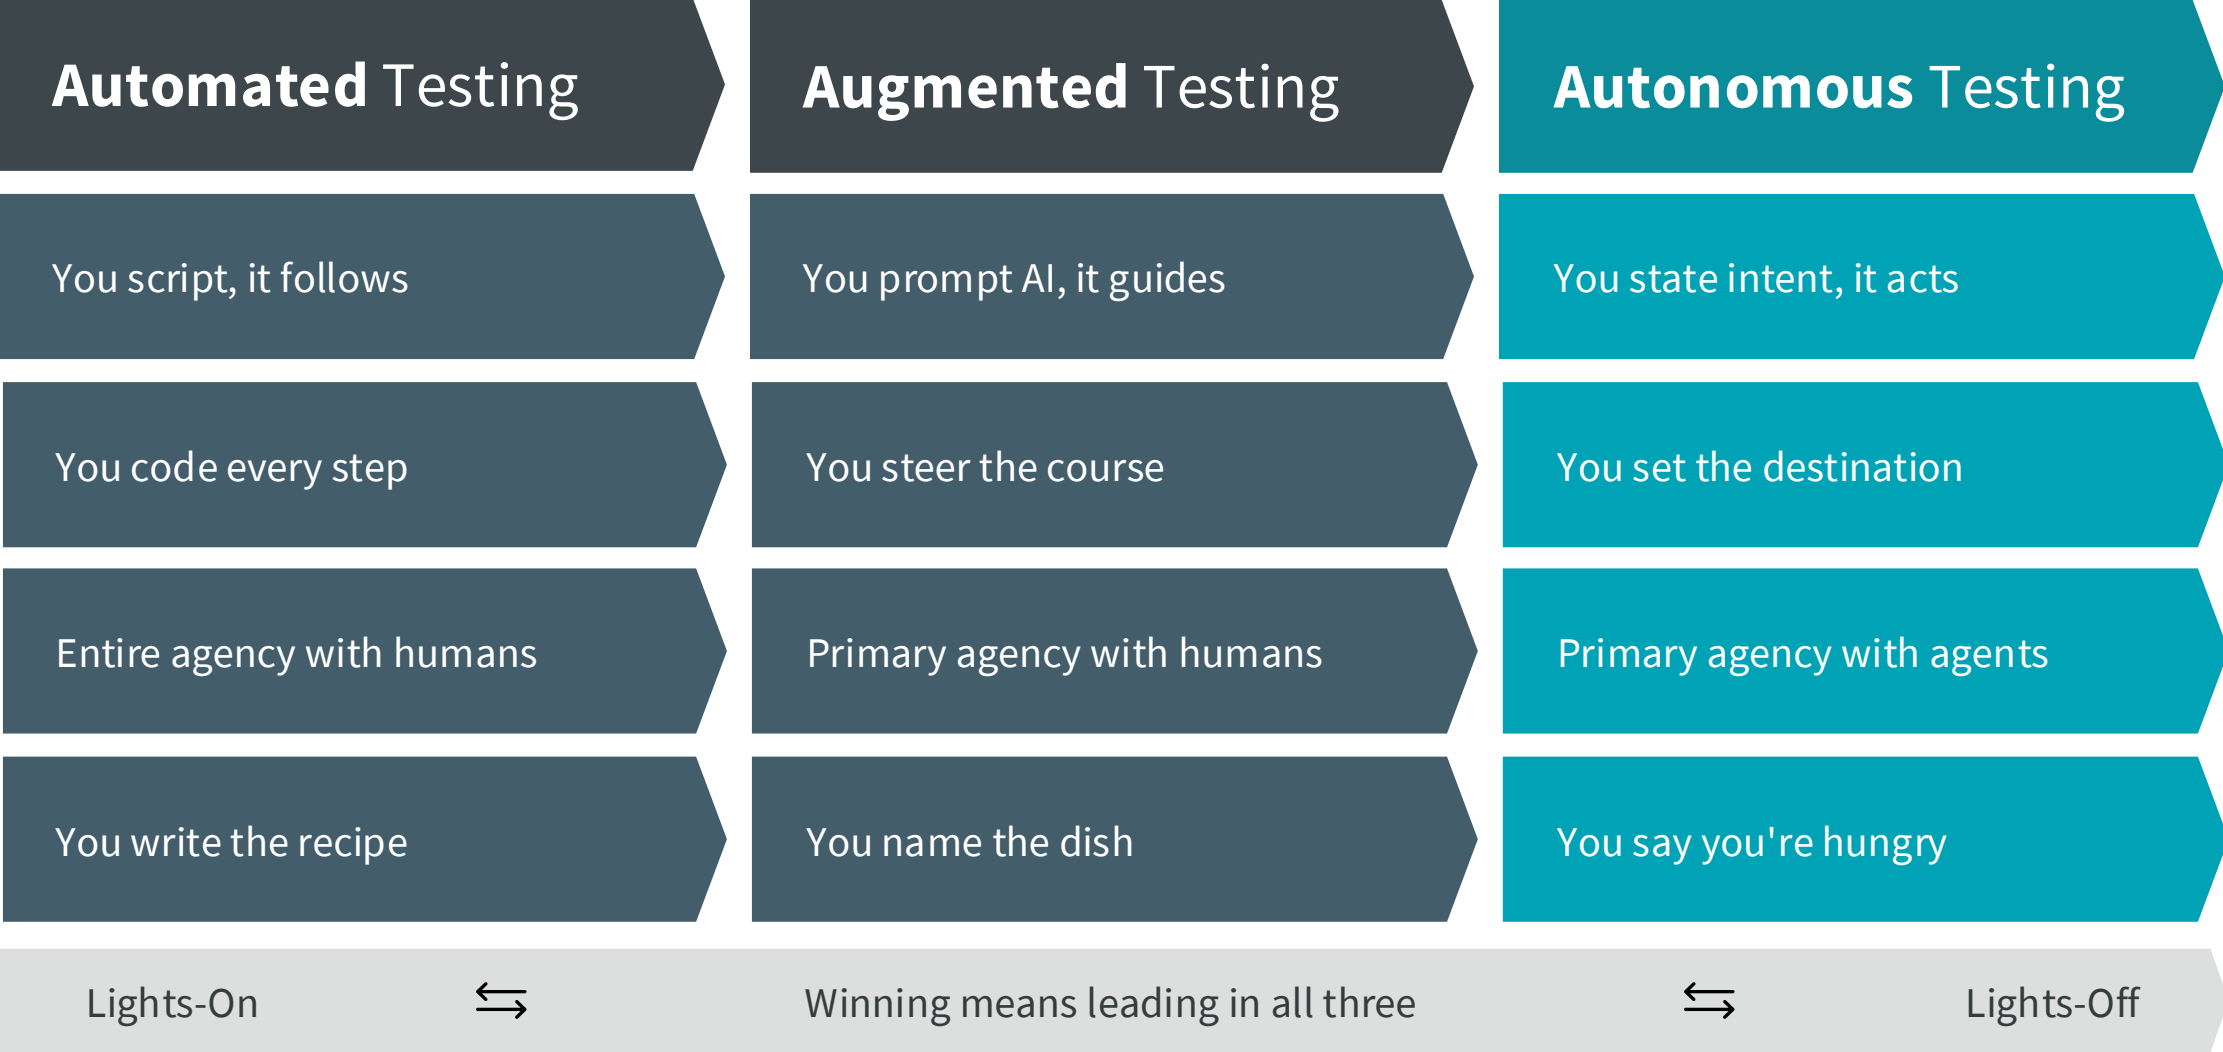 Automated Testing
Augmented Testing
Autonomous Testing
You script, it follows
You prompt AI, it guides
You state intent, it acts
You code every step
You steer the course
You set the destination
Entire agency with humans
Primary agency with humans
Primary agency with agents
You write the recipe
You name the dish
You say you're hungry
Lights-On
Winning means leading in all three
Lights-Off